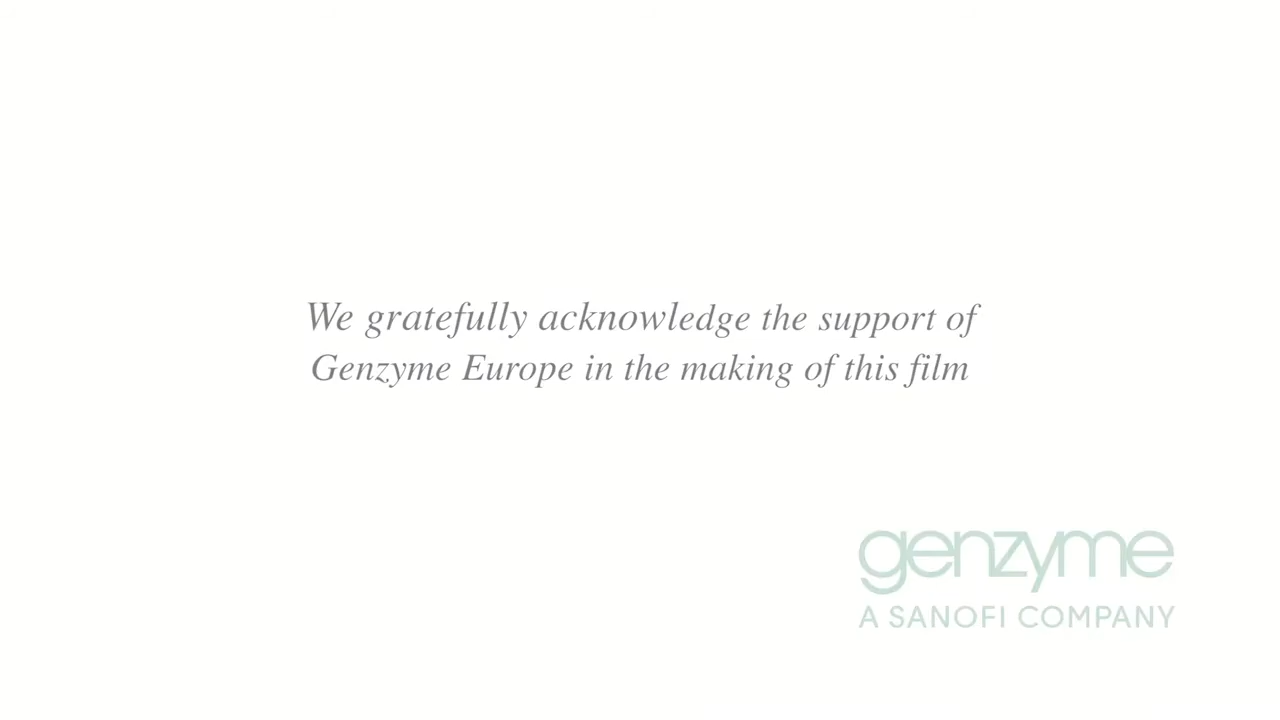 We gratefully acknowledge the support of
Genzyme Europe in the making of this film
genzyme
A SANOFI COMPANY